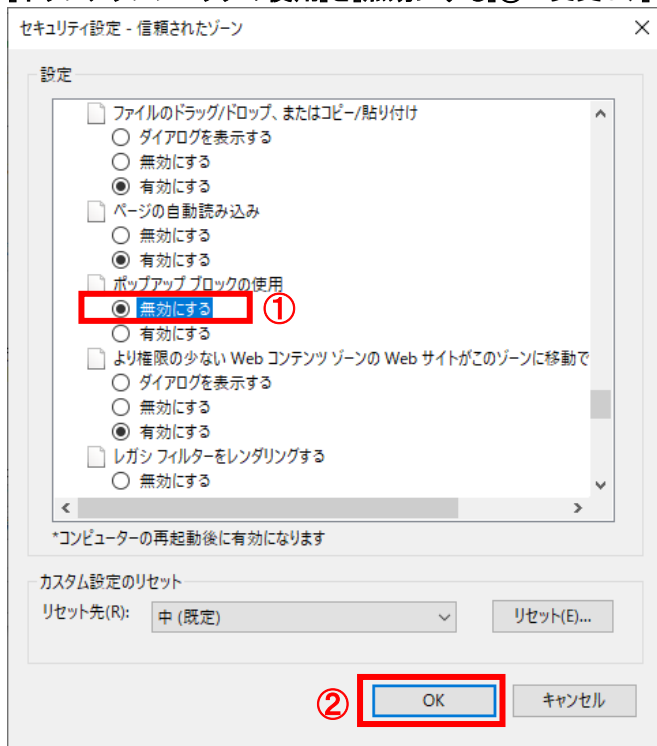 セキュリティ設定 - 信頼されたゾーン
設定
ファイルのドラッグ/ドロップ、またはコピー/貼り付け
ダイアログを表示する
無効にする
有効にする
ページの自動読み込み
無効にする
有効にする
ポップアップ ブロックの使用
無効にする ①
有効にする
より権限の少ない Web コンテンツ ゾーンの Web サイトがこのゾーンに移動で
ダイアログを表示する
無効にする
有効にする
レガシ フィルターをレンダリングする
無効にする
*コンピューターの再起動後に有効になります
カスタム設定のリセット
リセット先(R): 中 (既定) リセット(E)...
② OK キャンセル